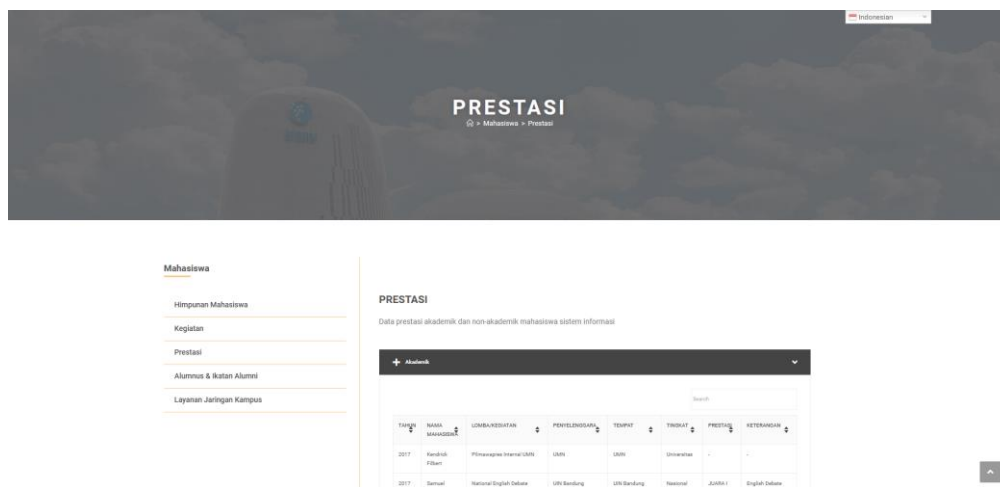 Indonesian
PRESTASI
> Mahasiswa > Prestasi
Mahasiswa
Himpunan Mahasiswa
Kegiatan
Prestasi
Alumnus & Ikatan Alumni
Layanan Jaringan Kampus
PRESTASI
Data prestasi akademik dan non-akademik mahasiswa sistem informasi
Akademik
Search
TAHUN NAMA MAHASISWA LOMBA/KEGIATAN PENYELENGGARA TEMPAT TINGKAT PRESTASI KETERANGAN
2017 Kendrick Filbert Pilmawapres Internal UMN UMN UMN Universitas - -
2017 Samuel National English Debate UIN Bandung UIN Bandung Nasional JUARA I English Debate